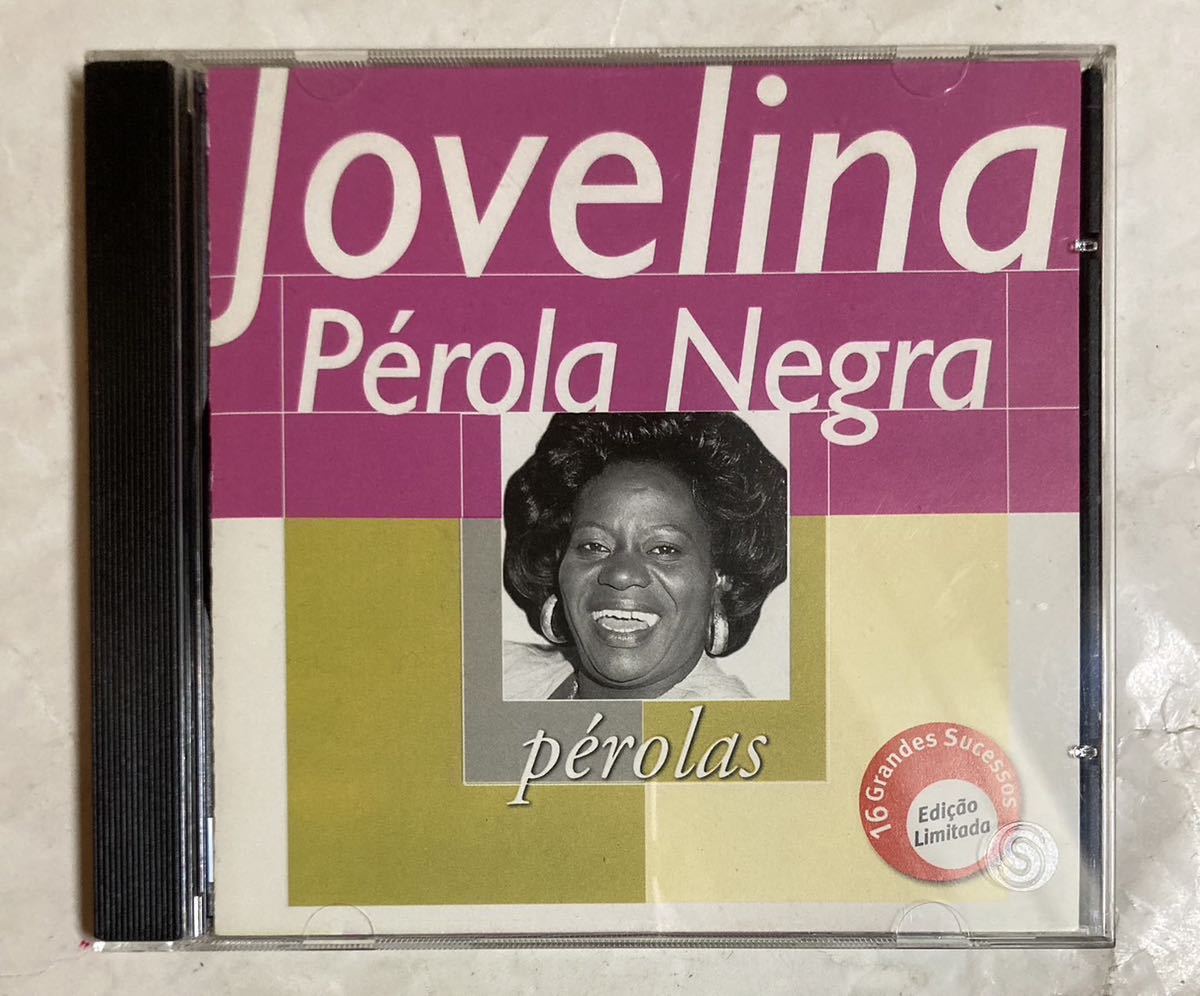 Jovelina
Pérola Negra
pérolas
16 Grandes Sucessos
Edição
Limitada
S